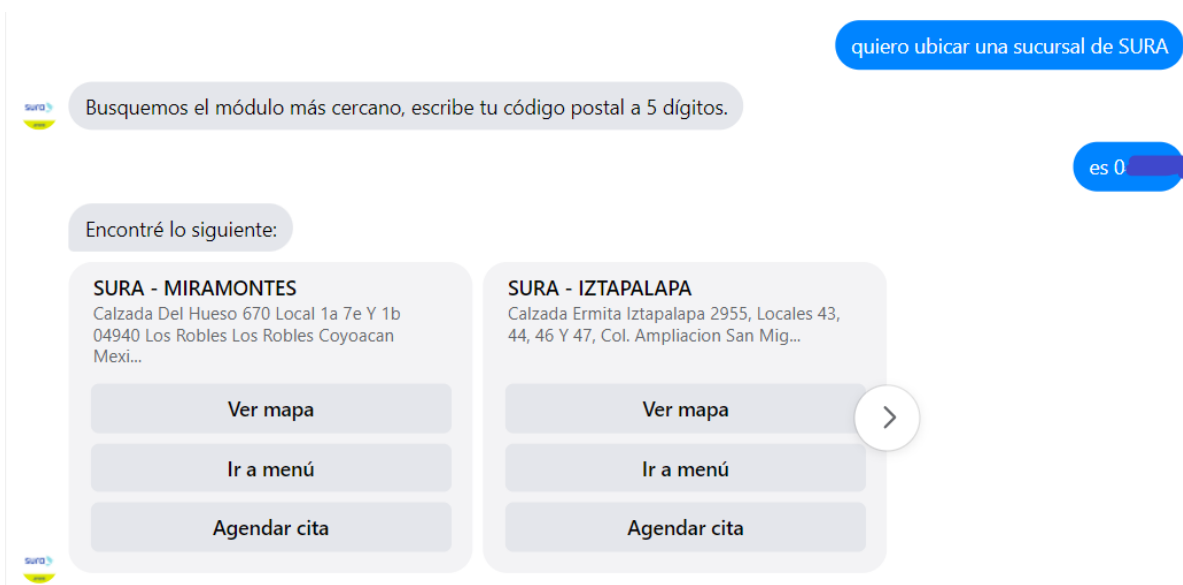 quiero ubicar una sucursal de SURA
sura
Busquemos el módulo más cercano, escribe tu código postal a 5 dígitos.
es 0
Encontré lo siguiente:
SURA - MIRAMONTES
Calzada Del Hueso 670 Local 1a 7e Y 1b
04940 Los Robles Los Robles Coyoacan
Mexi...
Ver mapa
Ir a menú
Agendar cita
SURA - IZTAPALAPA
Calzada Ermita Iztapalapa 2955, Locales 43,
44, 46 Y 47, Col. Ampliacion San Mig...
Ver mapa
Ir a menú
Agendar cita
sura